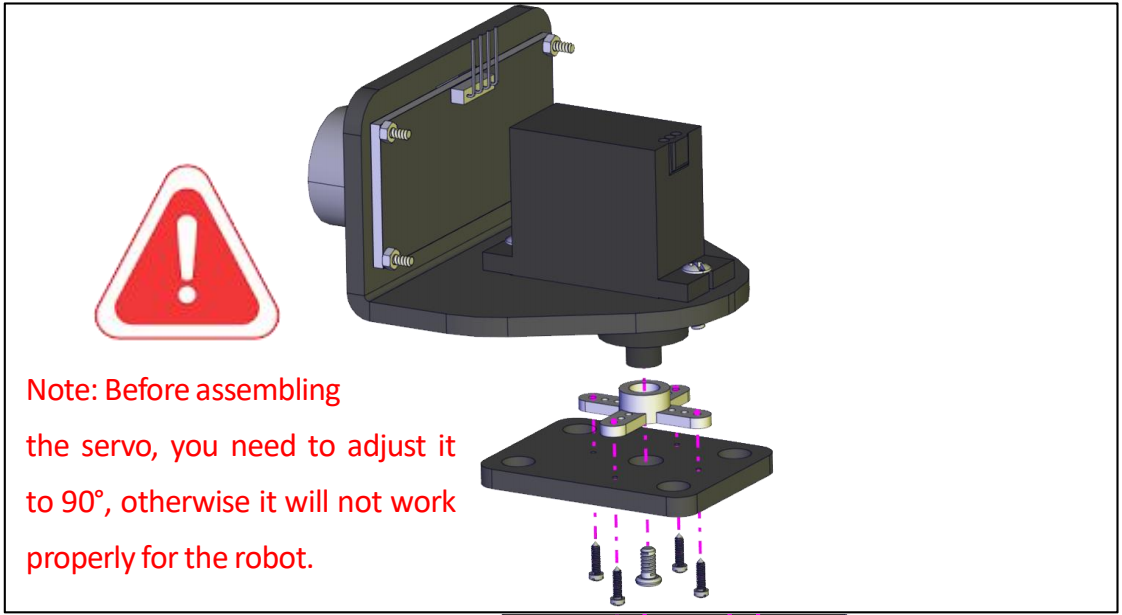 Note: Before assembling
the servo, you need to adjust it
to 90°, otherwise it will not work
properly for the robot.